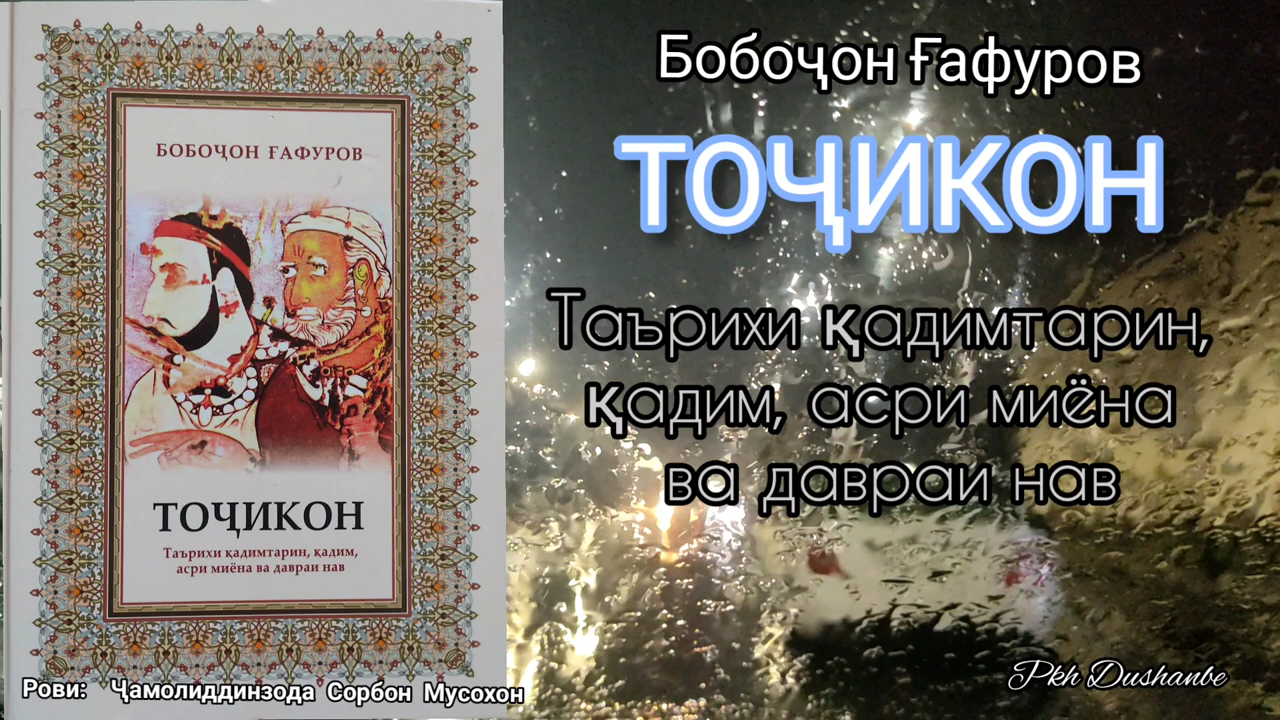 БОБОҶОН ҒАФУРОВ
ТОҶИКОН
Таърихи қадимтарин, қадим,
асри миёна ва даврaи нав
Рови: Ҷамолиддинзода Сорбон Мусохон
Бобоҷон Ғафуров
ТОҶИКОН
Таърихи қадимтарин,
қадим, асри миёна
ва давраи нав
Pkh Dushanbe